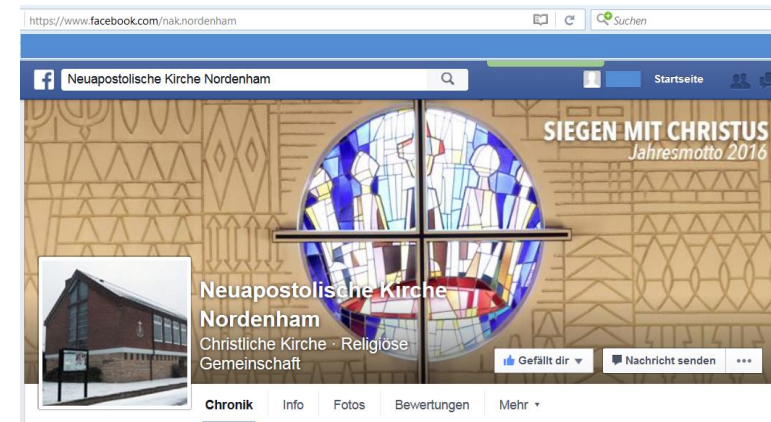 https://www.facebook.com/nak.nordenham
Suchen
f
Neuapostolische Kirche Nordenham
Startseite
SIEGEN MIT CHRISTUS
Jahresmotto 2016
Neuapostolische Kirche
Nordenham
Christliche Kirche · Religiöse
Gemeinschaft
Gefällt dir
Nachricht senden
Chronik Info Fotos Bewertungen Mehr